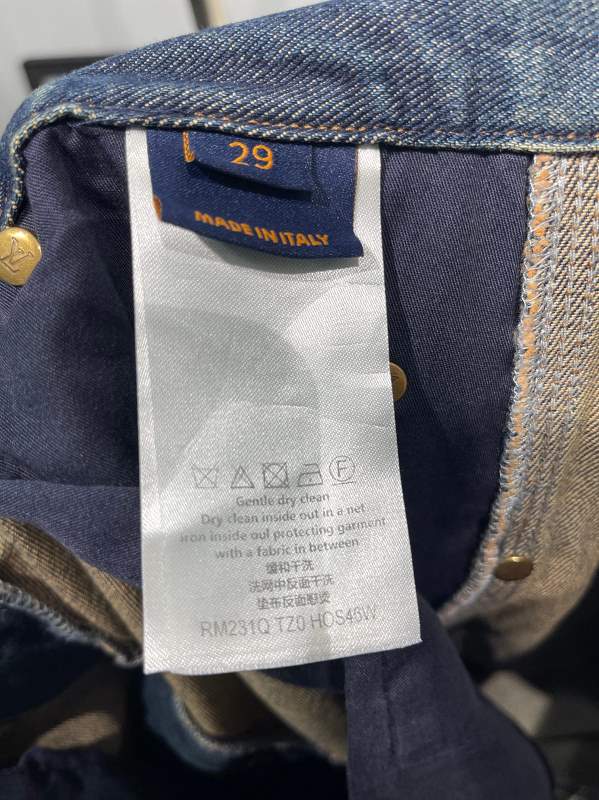 29
MADE IN ITALY
LV
F
Gentle dry clean
Dry clean inside out in a net
iron inside out protecting garment
with a fabric in between
缓和干洗
洗网中反面干洗
垫布反面熨烫
RM231Q TZ0 HOS46W